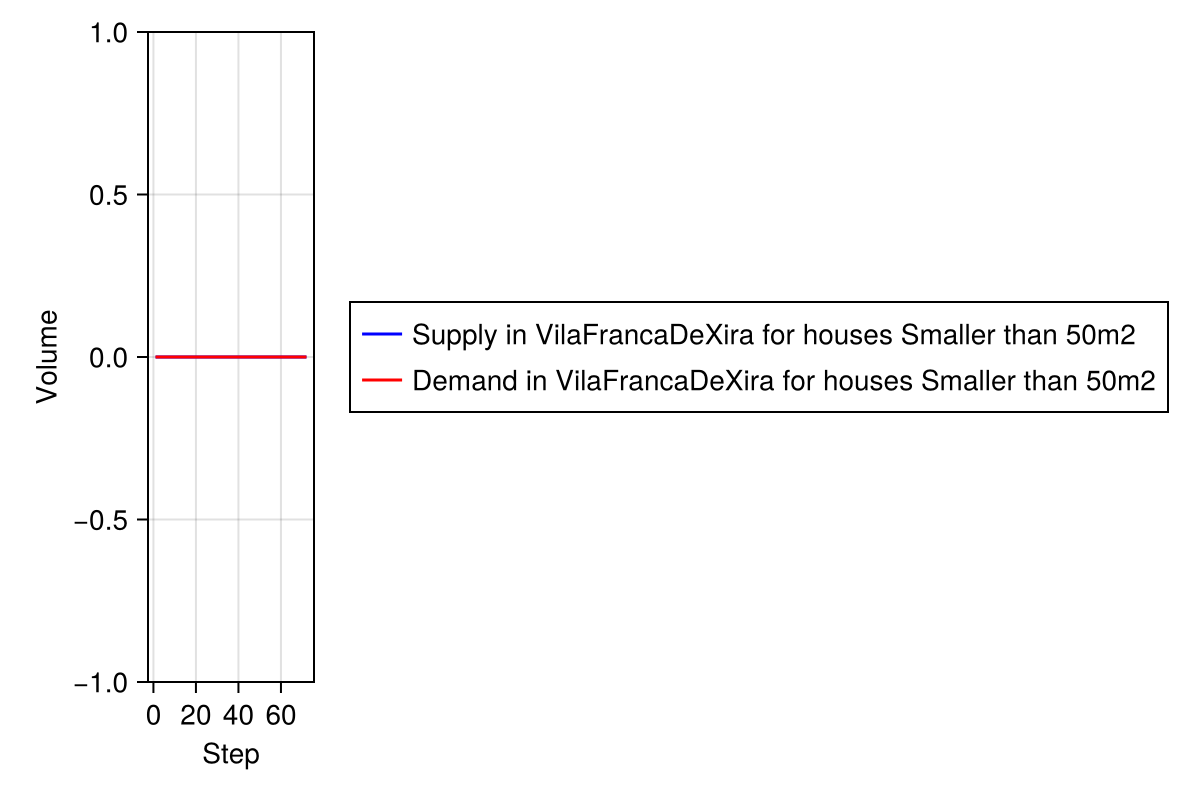 1.0
0.5
0.0
−0.5
−1.0
Volume
0 20 40 60
Step
Supply in VilaFrancaDeXira for houses Smaller than 50m2
Demand in VilaFrancaDeXira for houses Smaller than 50m2